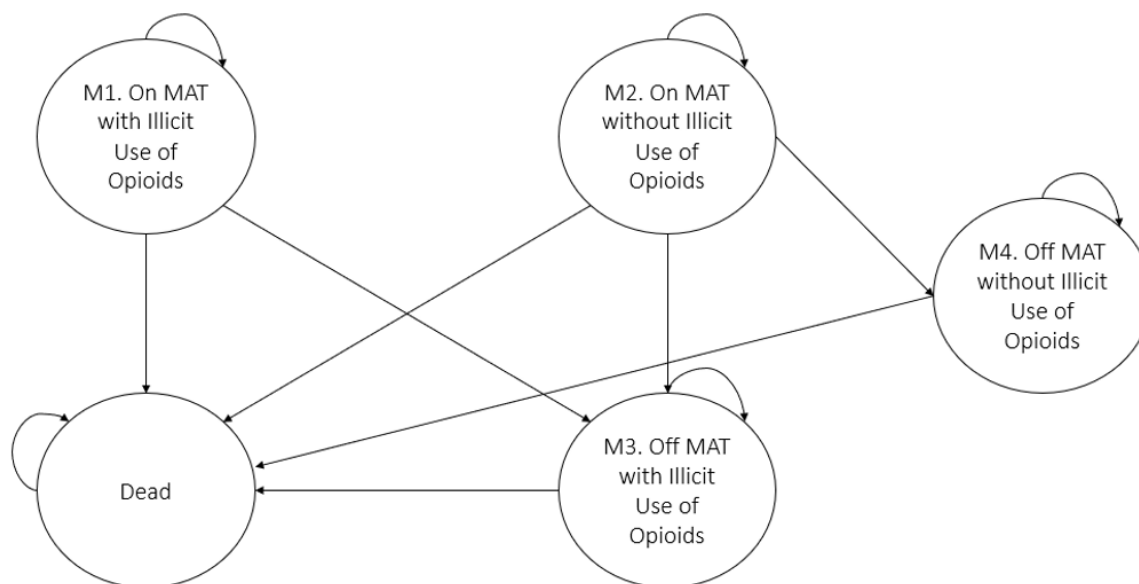 M1. On MAT
with Illicit
Use of
Opioids
M2. On MAT
without Illicit
Use of
Opioids
M4. Off MAT
without Illicit
Use of
Opioids
Dead
M3. Off MAT
with Illicit
Use of
Opioids